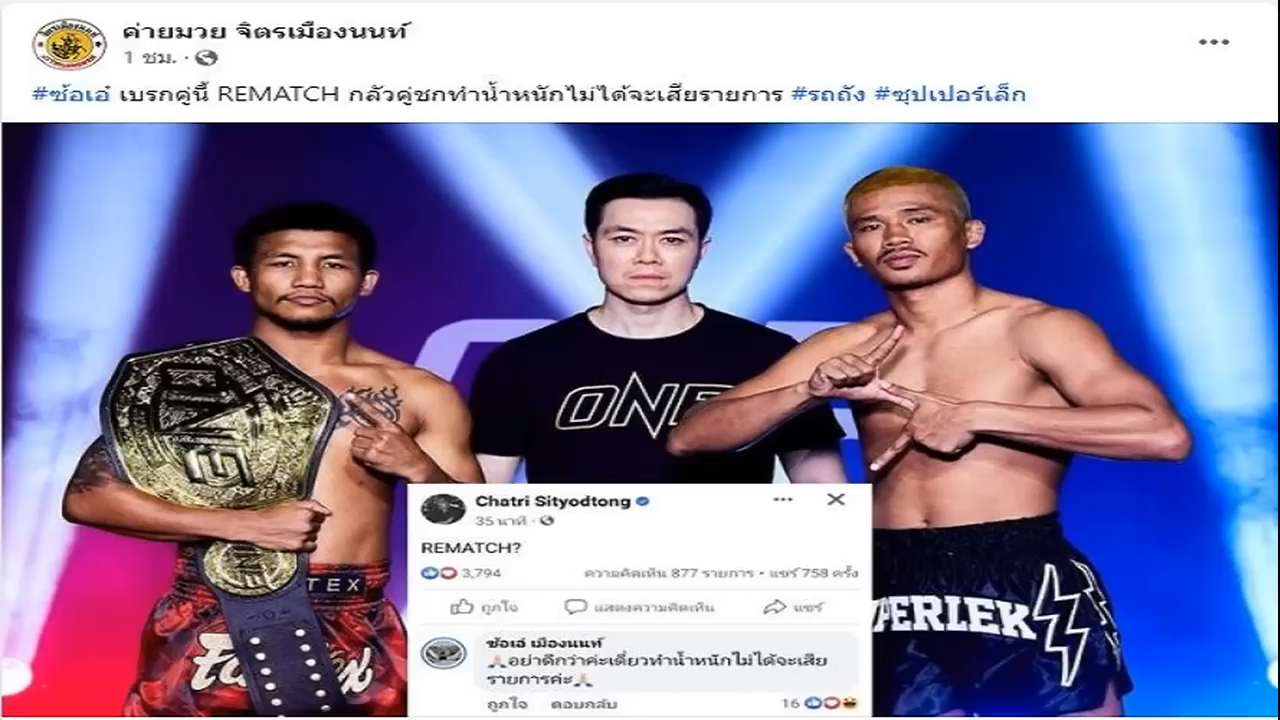 ค่ายมวย จิตรเมืองนนท์
1 ชม.
#ซ้อเอ๋ เบรกคู่นี้ REMATCH กลัวคู่ชกทำน้ำหนักไม่ได้จะเสียรายการ #รถถัง #ซุปเปอร์เล็ก
ONE
ONE
ONE
TEX
Fairtex
PERLEK
Chatri Sityodtong
35 นาที
REMATCH?
3,794 ความคิดเห็น 877 รายการ • แชร์ 758 ครั้ง
ถูกใจ แสดงความคิดเห็น แชร์
ซ้อเอ๋ เมืองนนท์
🙏อย่าดีกว่าค่ะเดี๋ยวทำน้ำหนักไม่ได้จะเสีย
รายการค่ะ🙏
ถูกใจ ตอบกลับ 16